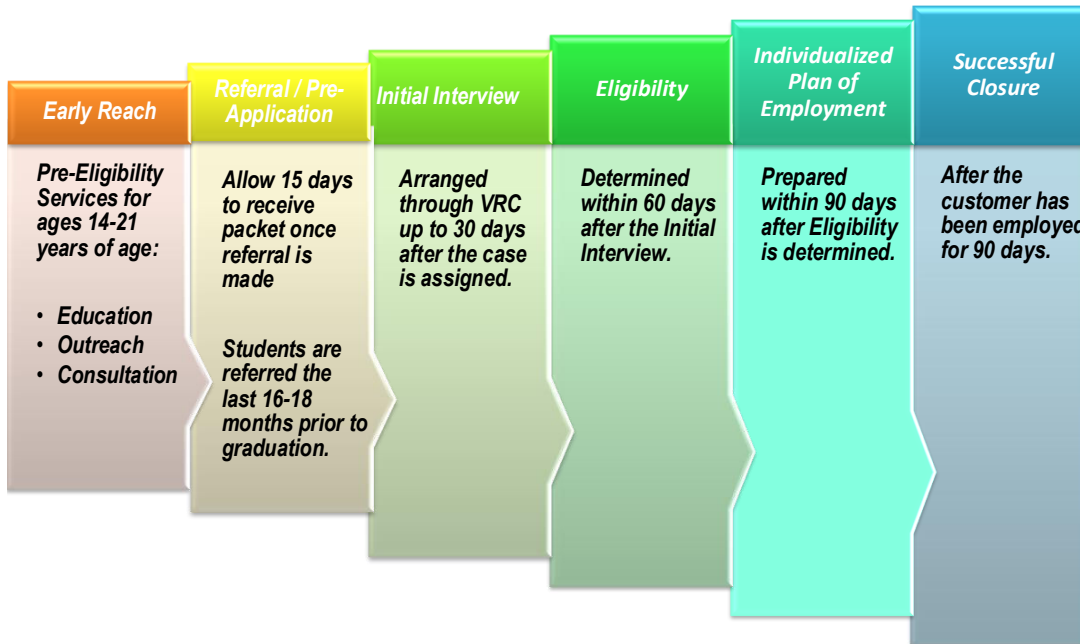 Early Reach
Pre-Eligibility
Services for
ages 14-21
years of age:
• Education
• Outreach
• Consultation
Referral / Pre-
Application
Allow 15 days
to receive
packet once
referral is
made
Students are
referred the
last 16-18
months prior to
graduation.
Initial Interview
Arranged
through VRC
up to 30 days
after the case
is assigned.
Eligibility
Determined
within 60 days
after the Initial
Interview.
Individualized
Plan of
Employment
Prepared
within 90 days
after Eligibility
is determined.
Successful
Closure
After the
customer has
been employed
for 90 days.